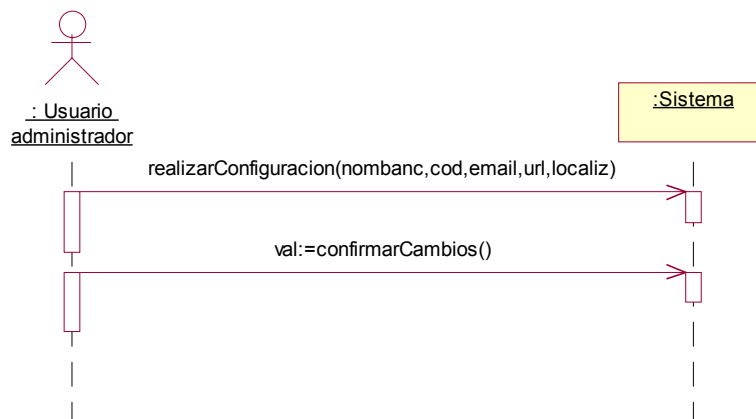 : Usuario
administrador
:Sistema
realizarConfiguracion(nombanc,cod,email,url,localiz)
val:=confirmarCambios()